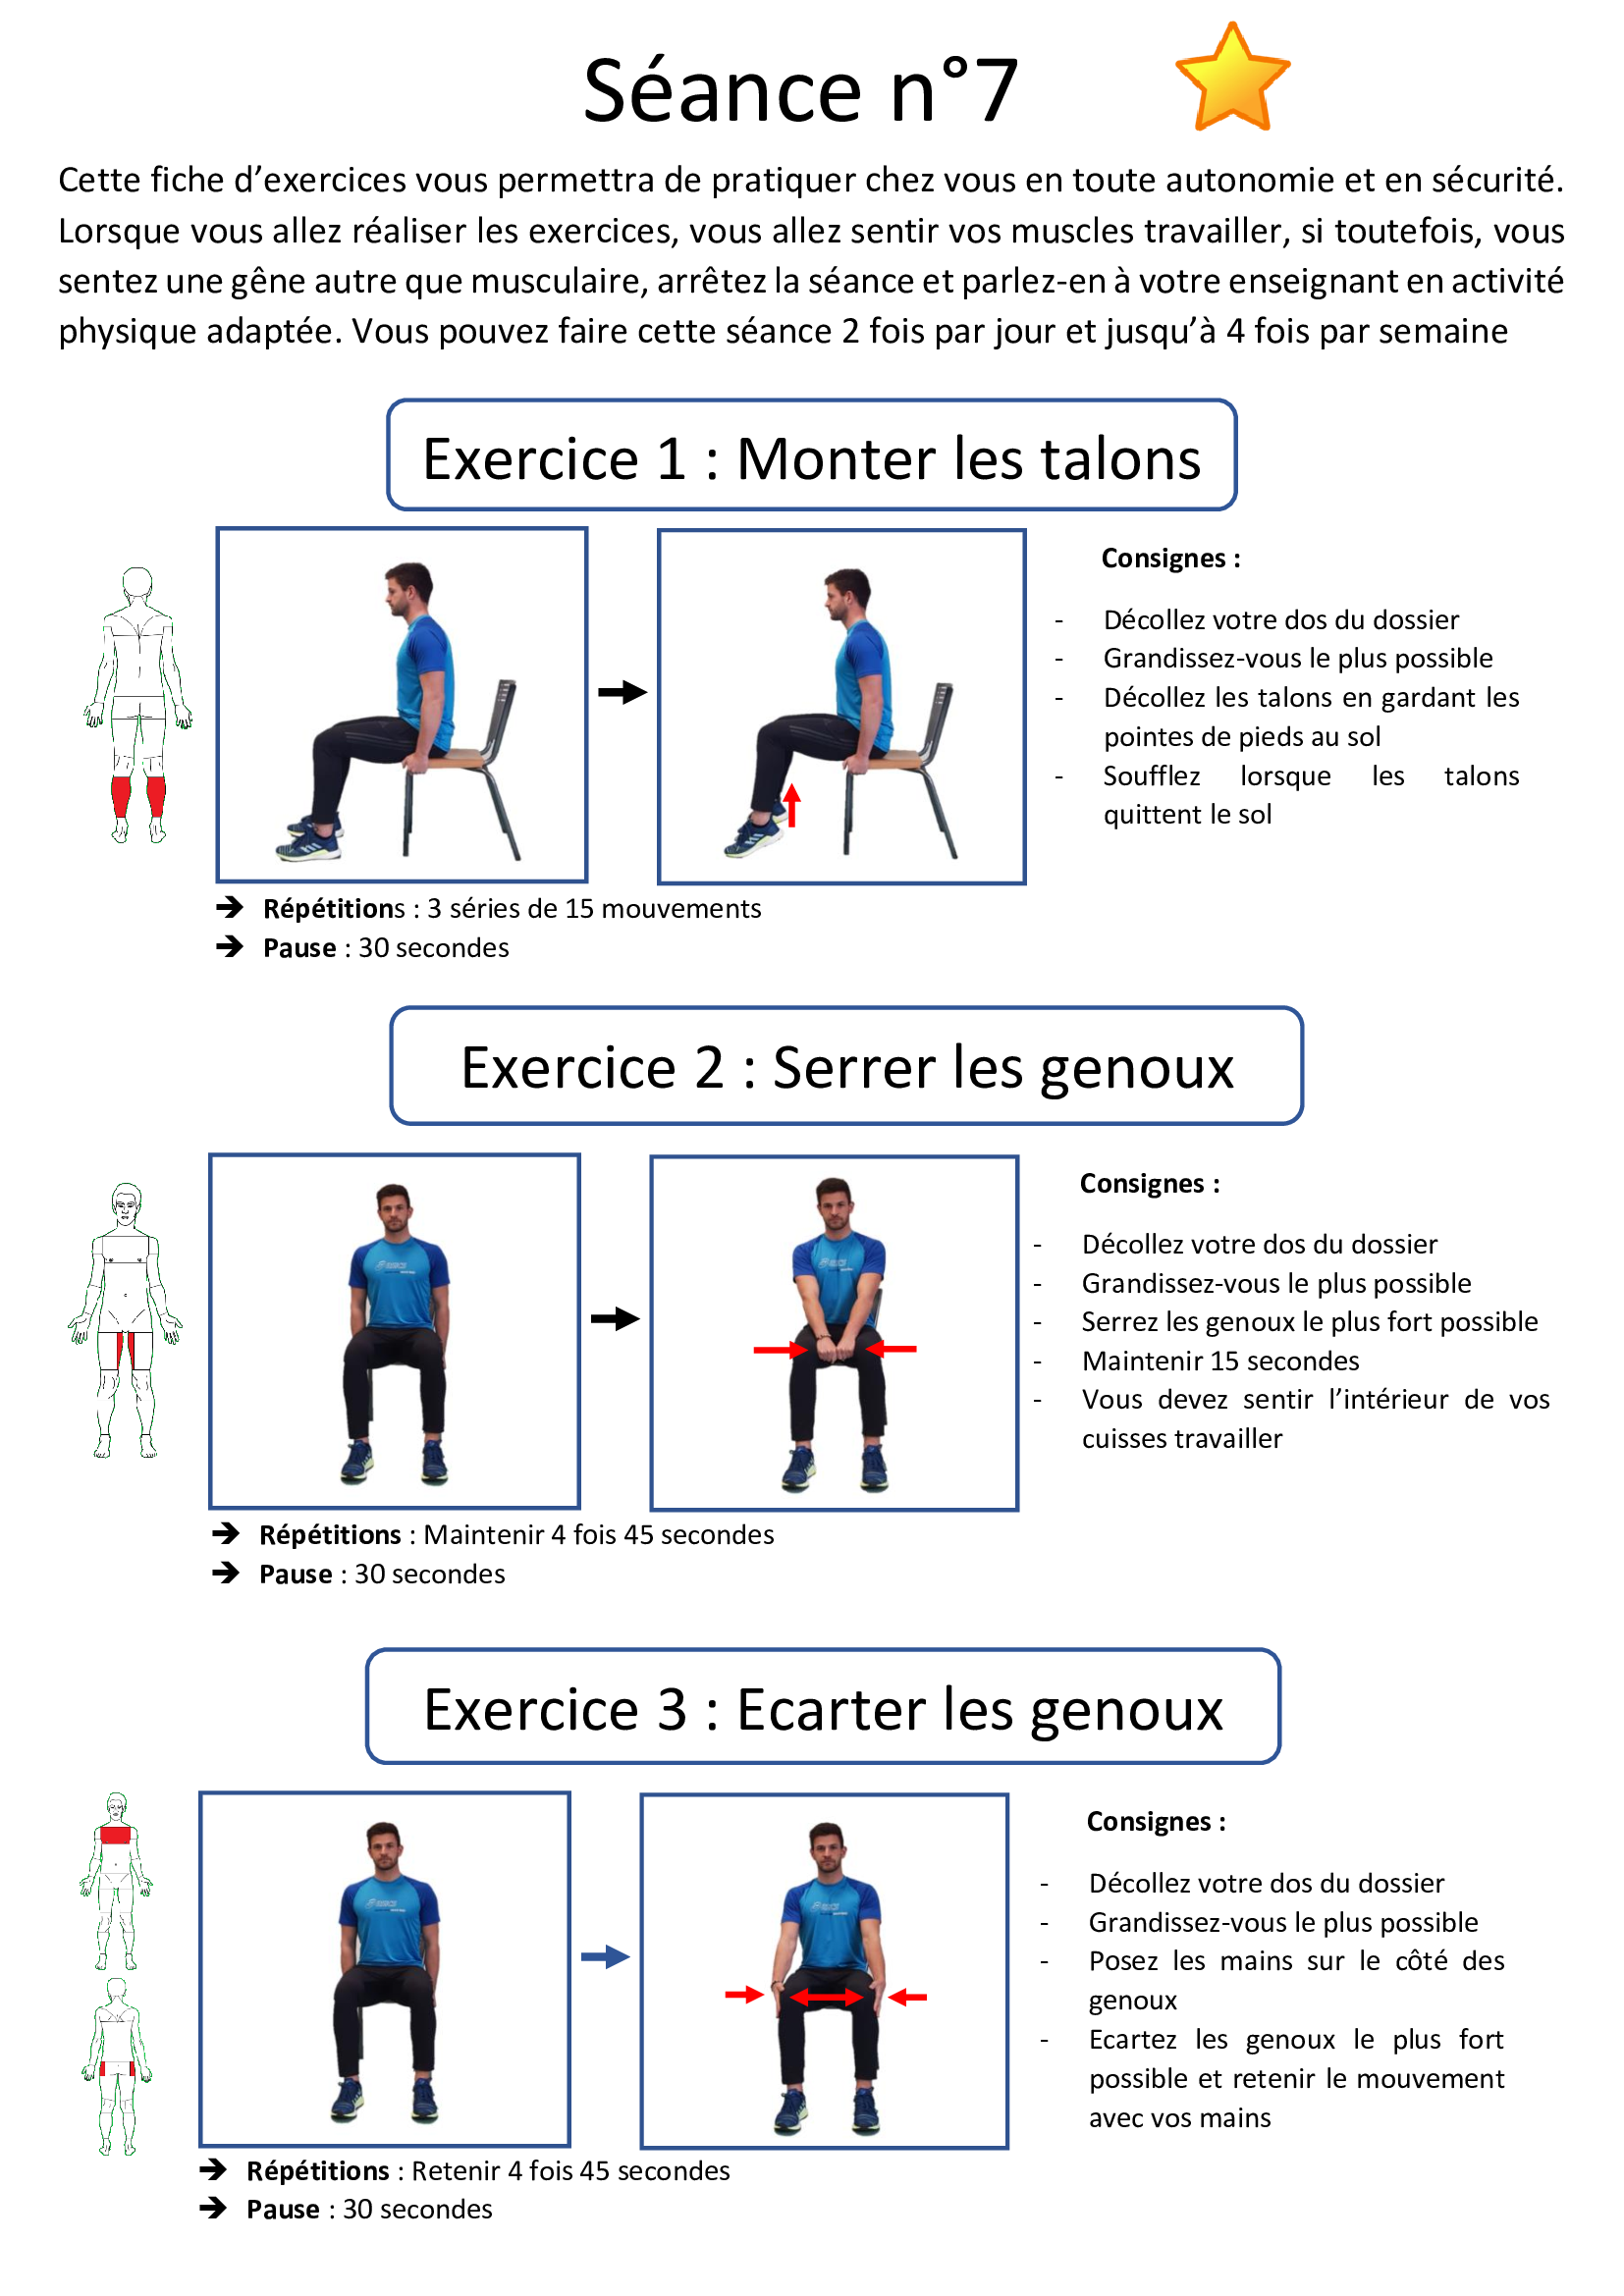 Séance n°7
Cette fiche d’exercices vous permettra de pratiquer chez vous en toute autonomie et en sécurité.
Lorsque vous allez réaliser les exercices, vous allez sentir vos muscles travailler, si toutefois, vous
sentez une gêne autre que musculaire, arrêtez la séance et parlez-en à votre enseignant en activité
physique adaptée. Vous pouvez faire cette séance 2 fois par jour et jusqu’à 4 fois par semaine
Exercice 1 : Monter les talons
Consignes :
- Décollez votre dos du dossier
- Grandissez-vous le plus possible
- Décollez les talons en gardant les
pointes de pieds au sol
- Soufflez lorsque les talons
quittent le sol
➔ Répétitions : 3 séries de 15 mouvements
➔ Pause : 30 secondes
Exercice 2 : Serrer les genoux
Consignes :
- Décollez votre dos du dossier
- Grandissez-vous le plus possible
- Serrez les genoux le plus fort possible
- Maintenir 15 secondes
- Vous devez sentir l’intérieur de vos
cuisses travailler
➔ Répétitions : Maintenir 4 fois 45 secondes
➔ Pause : 30 secondes
Exercice 3 : Ecarter les genoux
Consignes :
- Décollez votre dos du dossier
- Grandissez-vous le plus possible
- Posez les mains sur le côté des
genoux
- Ecartez les genoux le plus fort
possible et retenir le mouvement
avec vos mains
➔ Répétitions : Retenir 4 fois 45 secondes
➔ Pause : 30 secondes